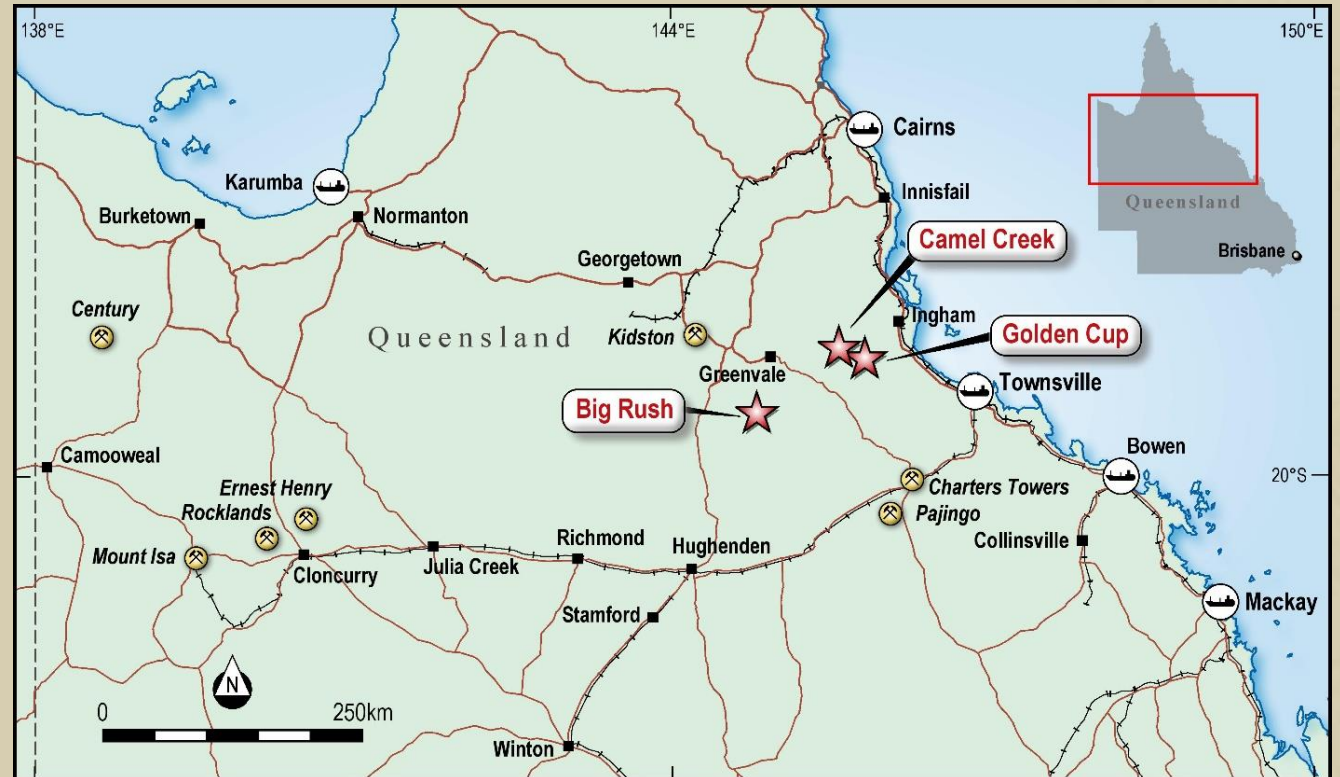 138°E
144°E
150°E
Cairns
Karumba
Innisfail
Queensland
Burketown
Normanton
Camel Creek
Brisbane
Georgetown
Century
Ingham
Queensland
Kidston
Golden Cup
Greenvale
Townsville
Big Rush
Bowen
Camooweal
20°S
Ernest Henry
Charters Towers
Rocklands
Pajingo
Richmond
Collinsville
Mount Isa
Hughenden
Cloncurry
Julia Creek
Mackay
Stamford
N
0
250km
Winton